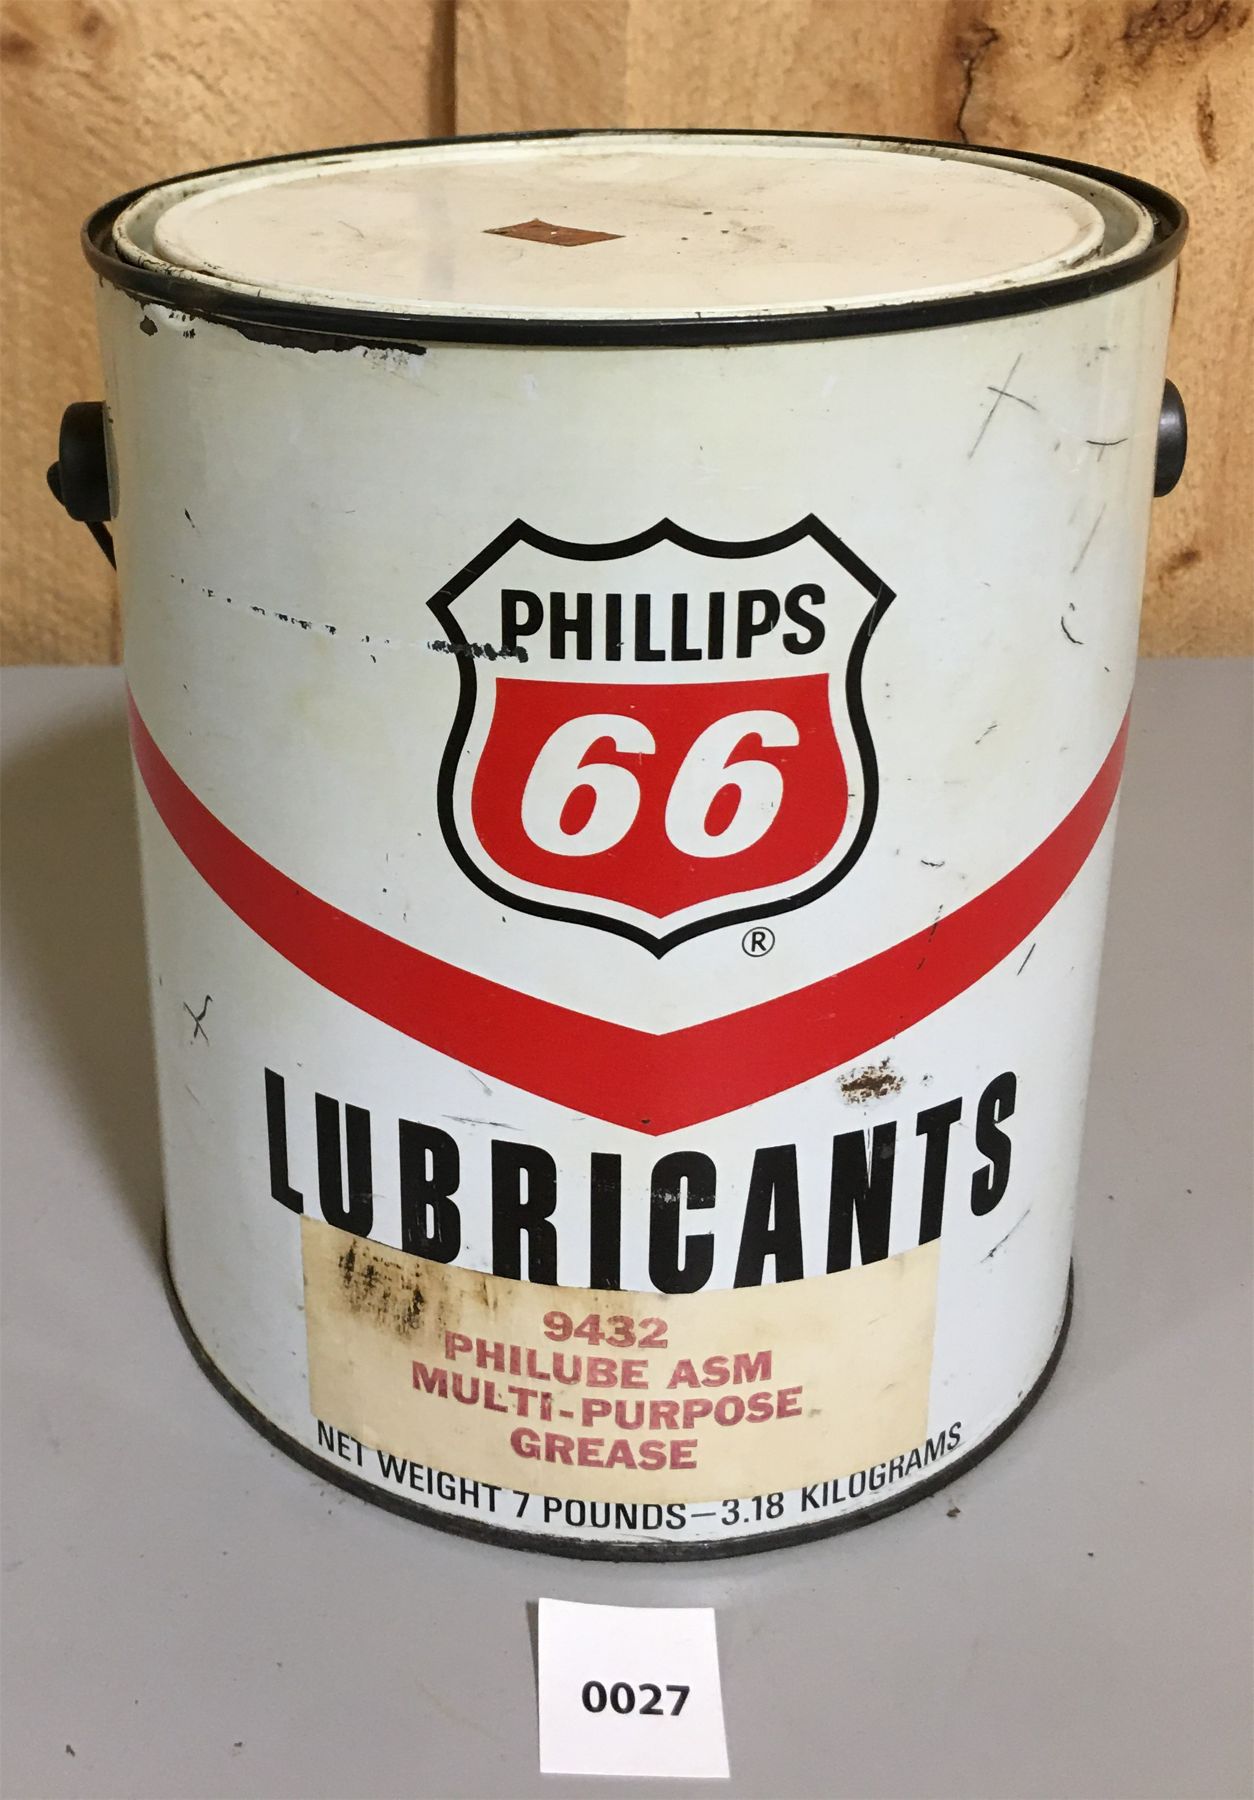 PHILLIPS
66
®
LUBRICANTS
9432
PHILUBE ASM
MULTI-PURPOSE
GREASE
NET WEIGHT 7 POUNDS—3.18 KILOGRAMS
0027